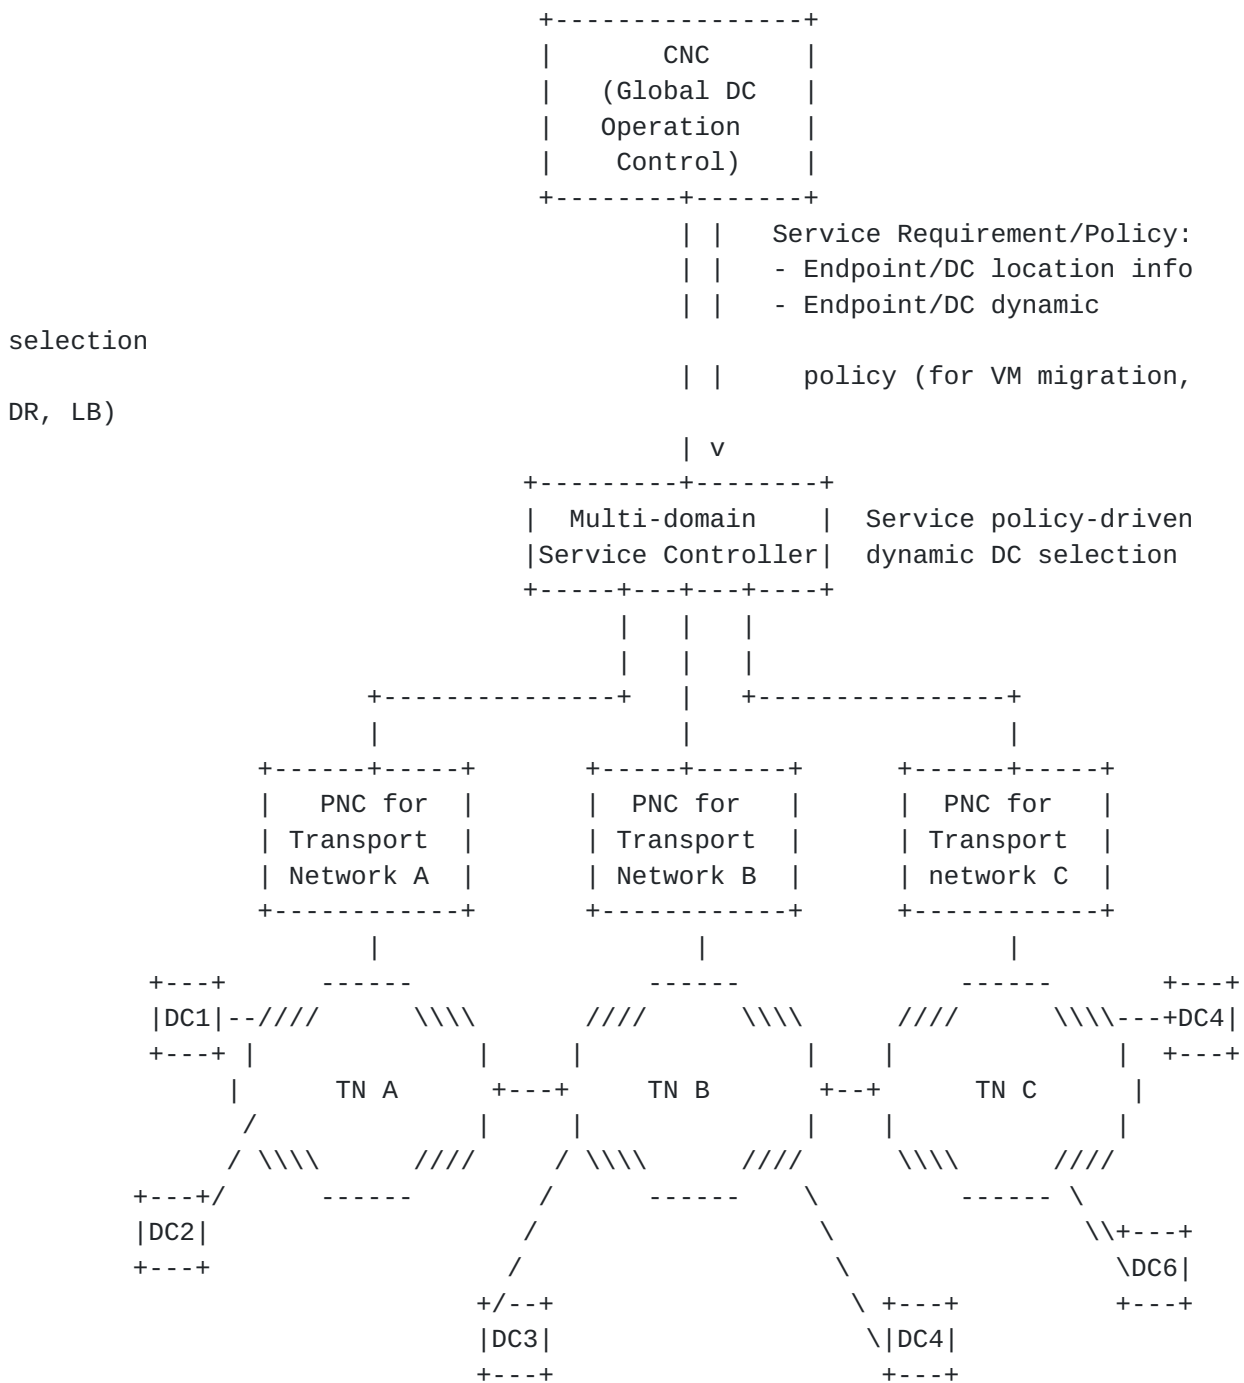 CNC
(Global DC
Operation
Control)
Service Requirement/Policy:
- Endpoint/DC location info
- Endpoint/DC dynamic
selection
policy (for VM migration,
DR, LB)
v
Multi-domain Service policy-driven
Service Controller dynamic DC selection
PNC for PNC for PNC for
Transport Transport Transport
Network A Network B network C
DC1 DC4
TN A TN B TN C
DC2
DC6
DC3 DC4